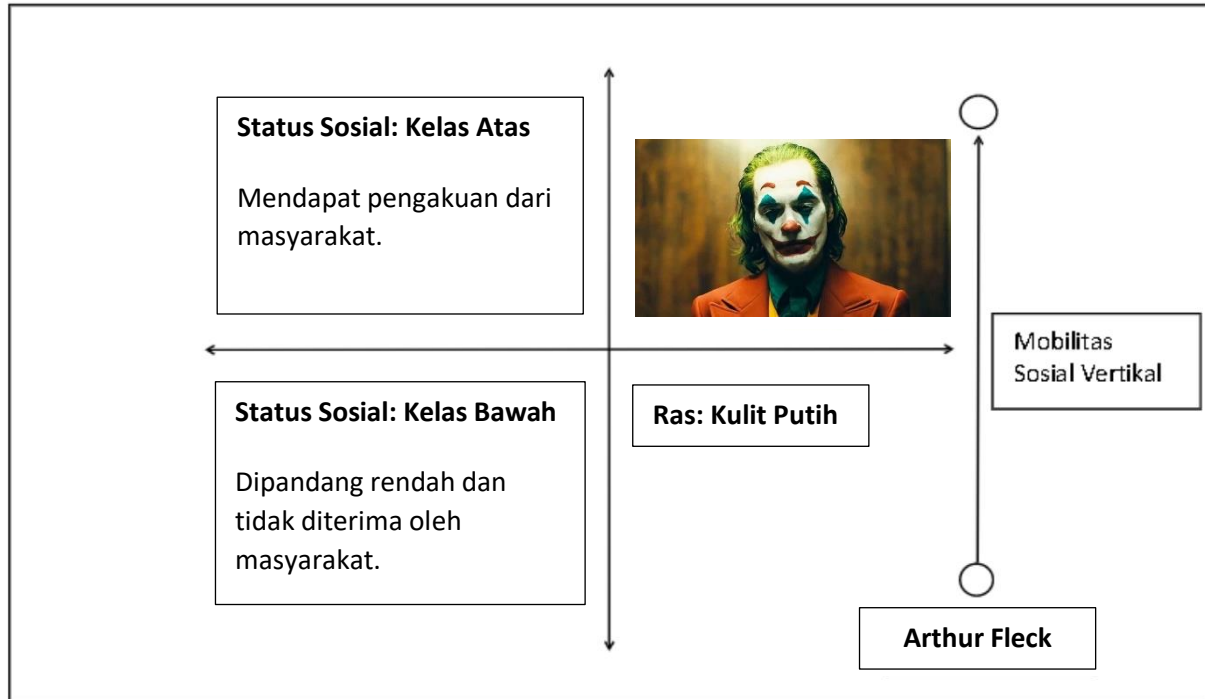 Status Sosial: Kelas Atas
Mendapat pengakuan dari
masyarakat.
Mobilitas
Sosial Vertikal
Status Sosial: Kelas Bawah
Dipandang rendah dan
tidak diterima oleh
masyarakat.
Ras: Kulit Putih
Arthur Fleck